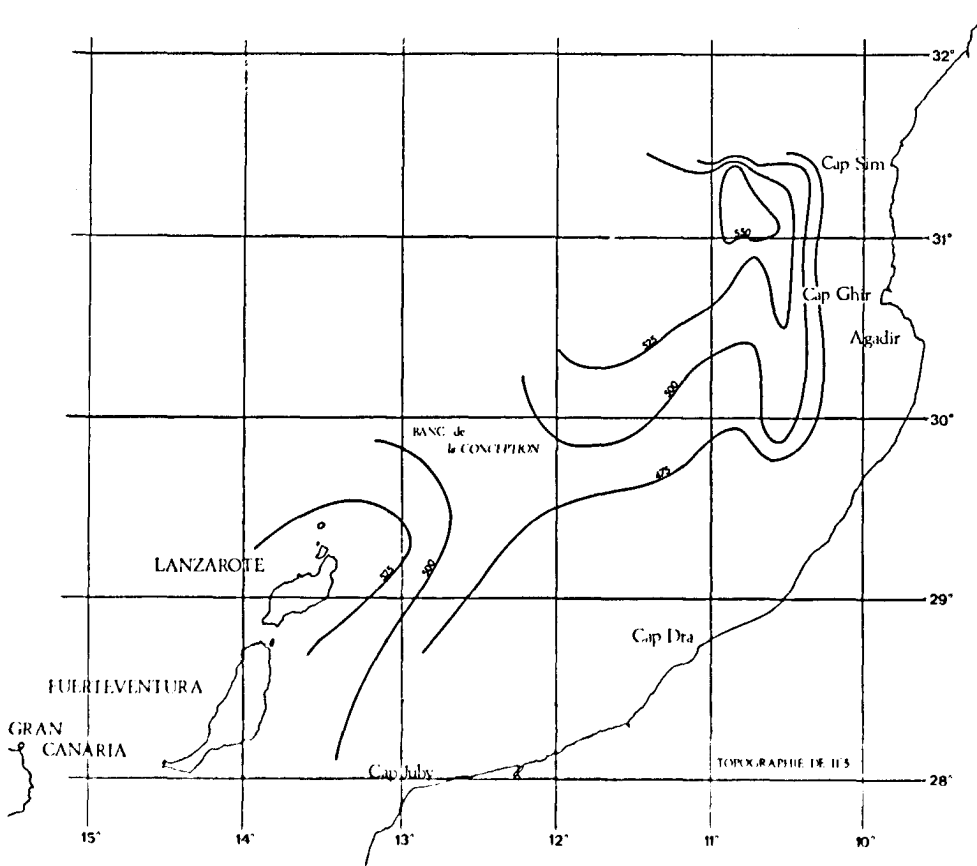 32°
Cap Sim
550
31°
Cap Ghir
Agadir
525
500
30°
BANC de
la CONCEPTION
475
LANZAROTE
525
500
29°
Cap Dra
FUERTEVENTURA
GRAN
CANARIA
Cap Juby
TOPOGRAPHIE DE
28°
15°
14°
13°
12°
11°
10°